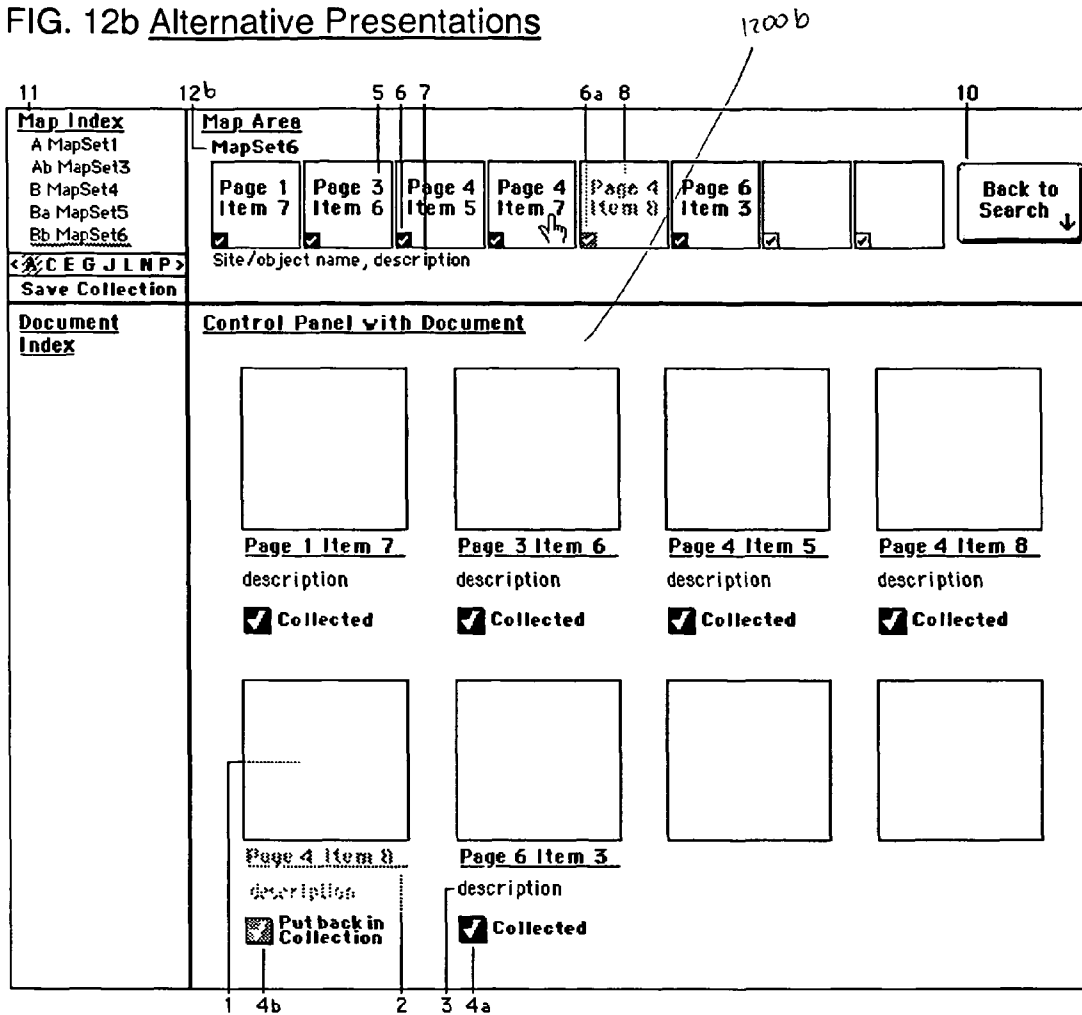 FIG. 12b Alternative Presentations
1200b
11 12b 5 6 7 6a 8 10
Map Index
A MapSet1
Ab MapSet3
B MapSet4
Ba MapSet5
Bb MapSet6
<A C E G J L N P>
Save Collection
Map Area
MapSet6
Page 1 Item 7
Page 3 Item 6
Page 4 Item 5
Page 4 Item 7
Page 4 Item 8
Page 6 Item 3
Back to
Search
Site/object name, description
Document
Index
Control Panel with Document
Page 1 Item 7 Page 3 Item 6 Page 4 Item 5 Page 4 Item 8
description description description description
Collected Collected Collected Collected
Page 4 Item 8 Page 6 Item 3
description description
Put back in
Collection
Collected
1 4b 2 3 4a